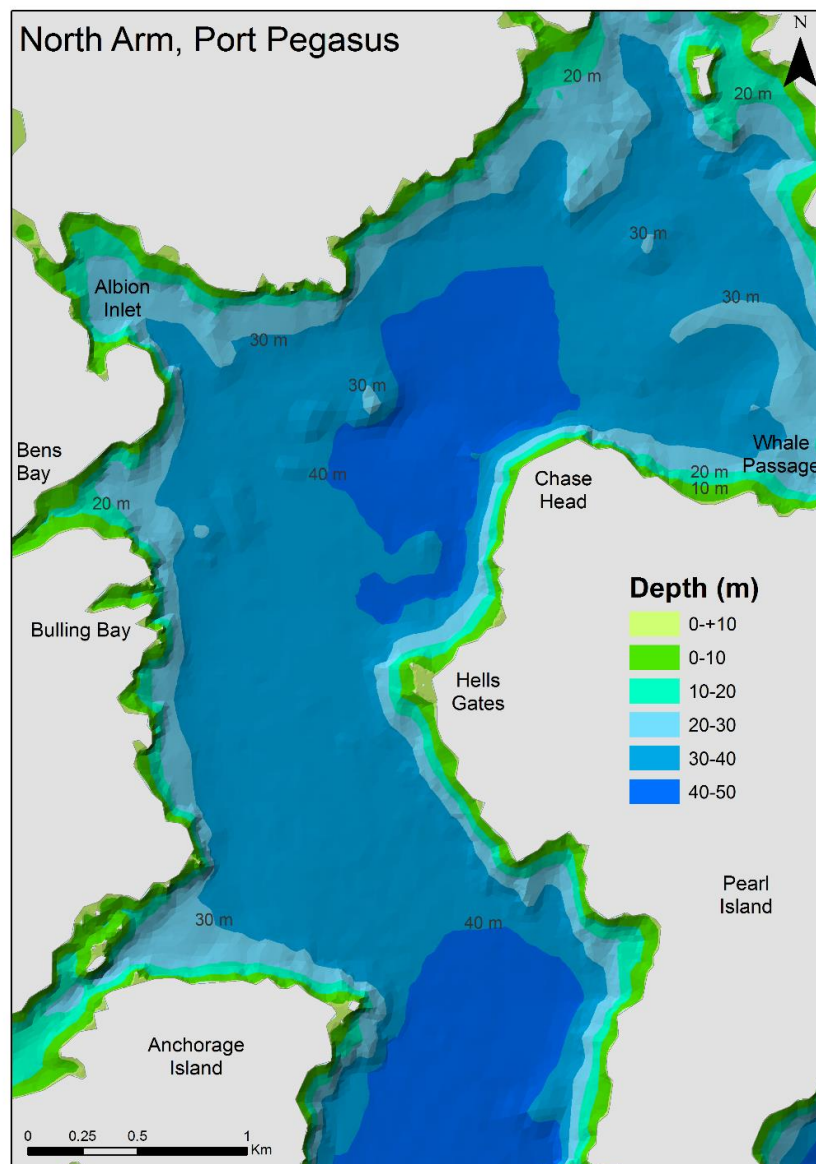 North Arm, Port Pegasus
N
20 m
20 m
30 m
Albion
Inlet
30 m
30 m
30 m
Bens
Bay
40 m
Whale
Passage
20 m
10 m
Chase
Head
20 m
Depth (m)
0-+10
0-10
10-20
20-30
30-40
40-50
Bulling Bay
Hells
Gates
Pearl
Island
30 m
40 m
Anchorage
Island
0 0.25 0.5 1
Km